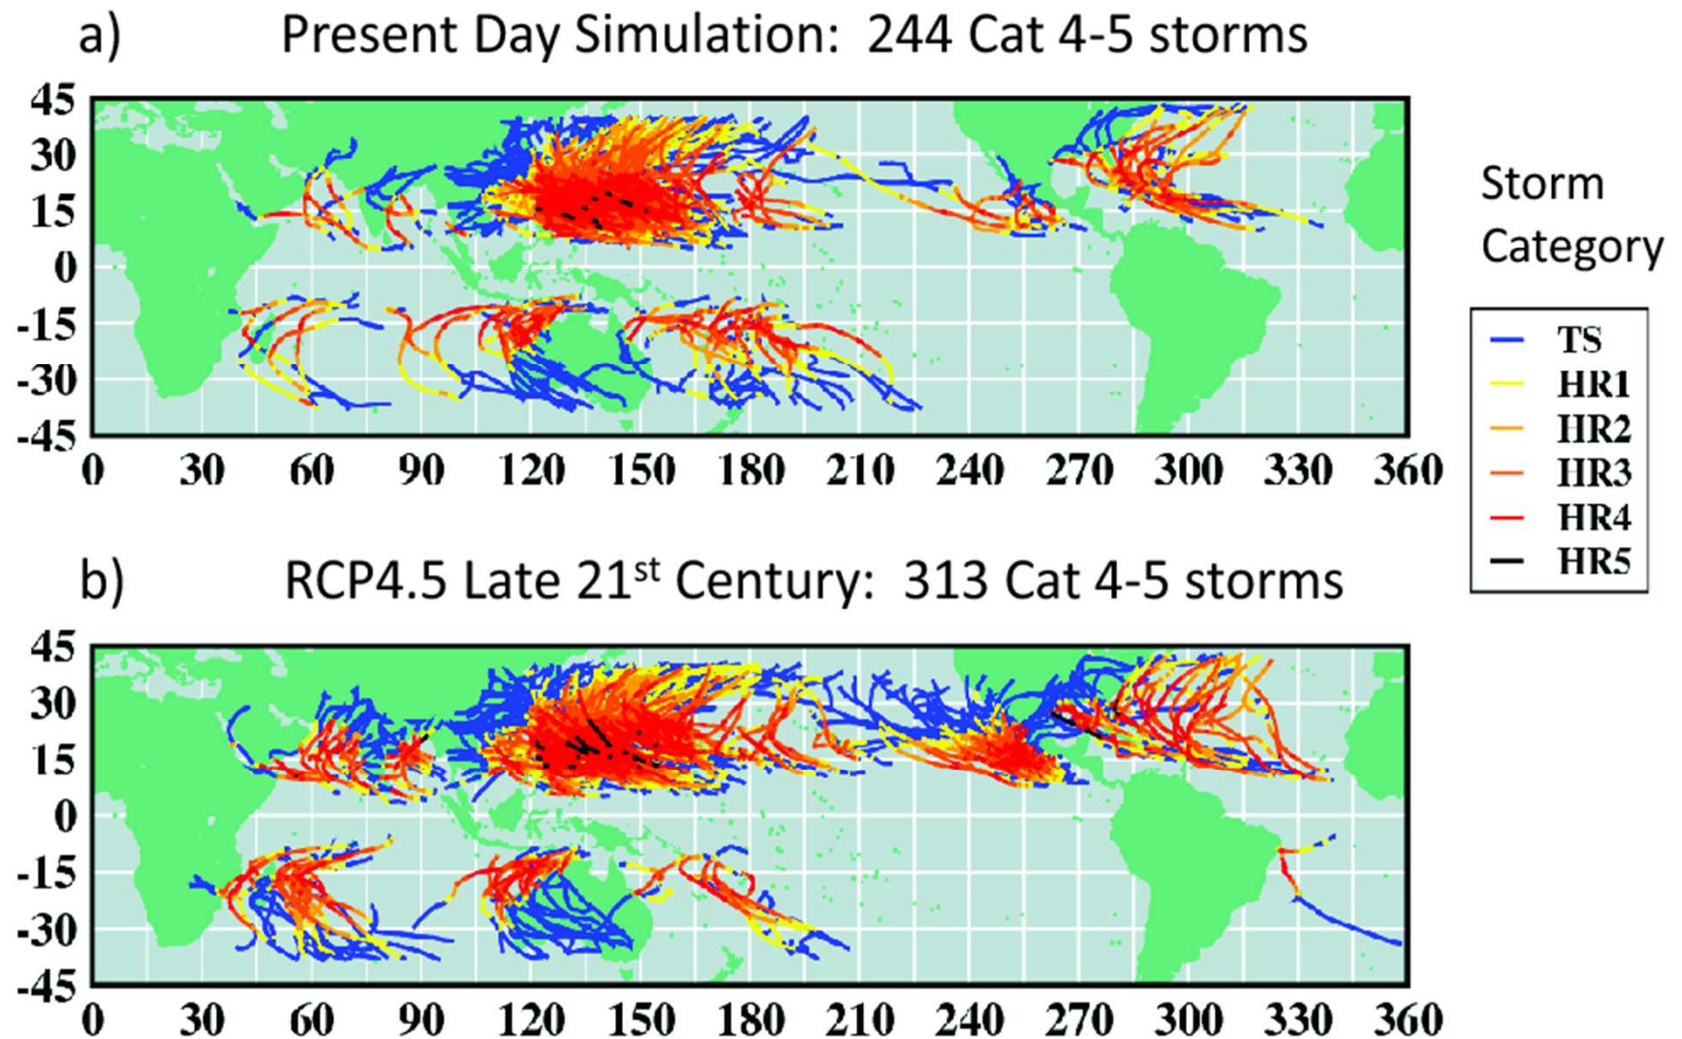 a) Present Day Simulation: 244 Cat 4-5 storms
45
30
15
0
-15
-30
-45
0 30 60 90 120 150 180 210 240 270 300 330 360
Storm
Category
TS
HR1
HR2
HR3
HR4
HR5
b) RCP4.5 Late 21st Century: 313 Cat 4-5 storms
45
30
15
0
-15
-30
-45
0 30 60 90 120 150 180 210 240 270 300 330 360